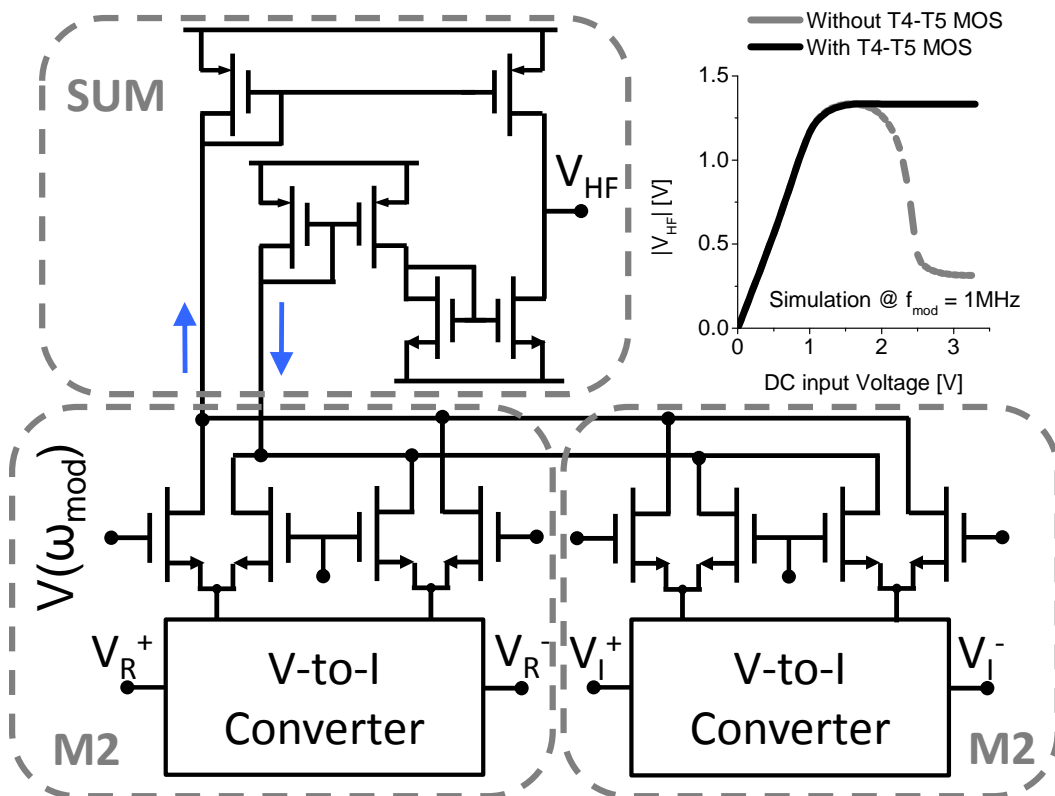 SUM
V_HF
Without T4-T5 MOS
With T4-T5 MOS
1.5
1.0
0.5
0.0
|V_HF| [V]
Simulation @ f_mod = 1MHz
0 1 2 3
DC input Voltage [V]
V(ω_mod)
V_R^+
V-to-I
Converter
V_R^-
M2
V_I^+
V-to-I
Converter
V_I^-
M2